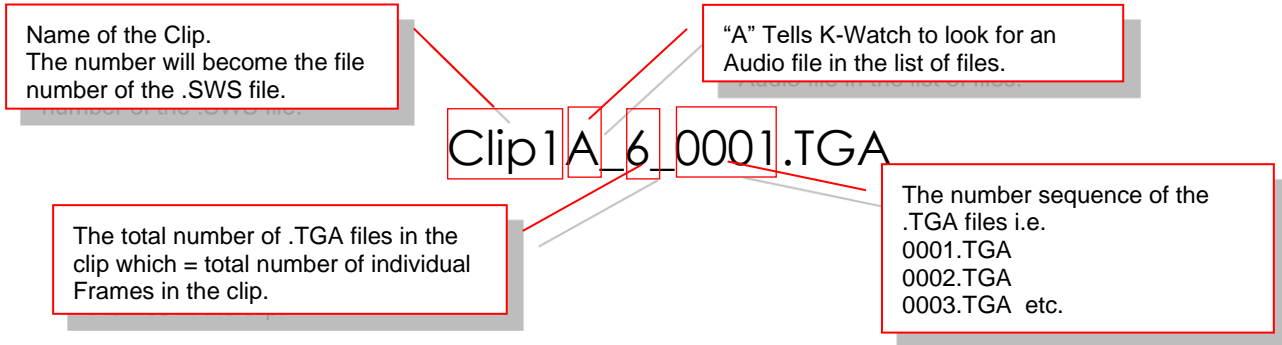 Name of the Clip.
The number will become the file
number of the .SWS file.
“A” Tells K-Watch to look for an
Audio file in the list of files.
Clip1A_6_0001.TGA
The total number of .TGA files in the
clip which = total number of individual
Frames in the clip.
The number sequence of the
.TGA files i.e.
0001.TGA
0002.TGA
0003.TGA  etc.